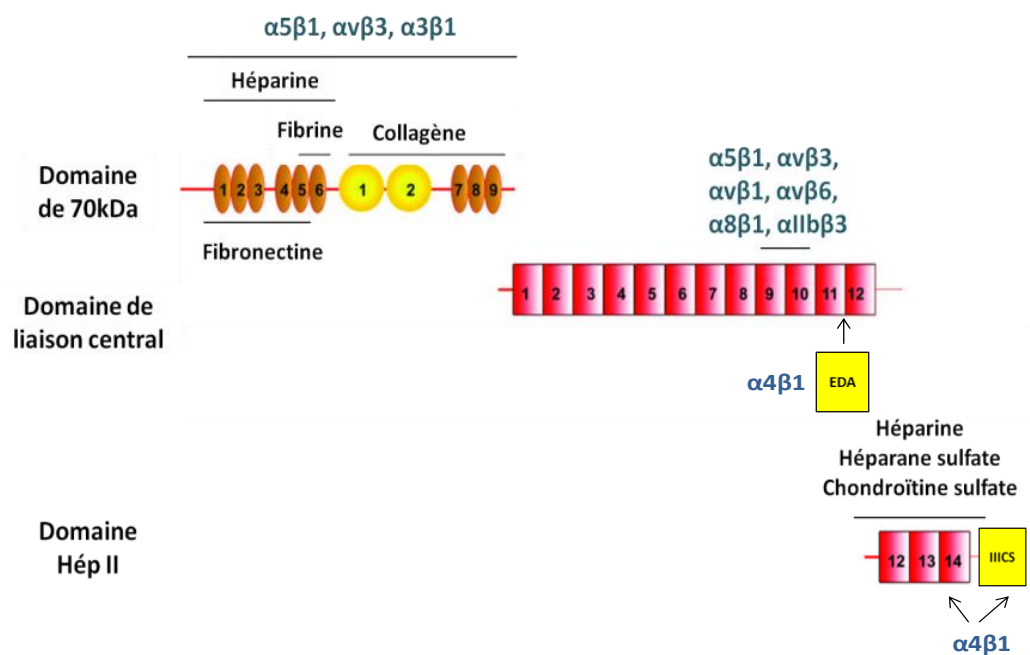 α5β1, αvβ3, α3β1
Héparine
Fibrine
Collagène
Domaine
de 70kDa
1 2 3 4 5 6 1 2 7 8 9
Fibronectine
α5β1, αvβ3,
αvβ1, αvβ6,
α8β1, αIIbβ3
Domaine de
liaison central
1 2 3 4 5 6 7 8 9 10 11 12
α4β1
EDA
Héparine
Héparane sulfate
Chondroïtine sulfate
Domaine
Hép II
12 13 14
IIICS
α4β1